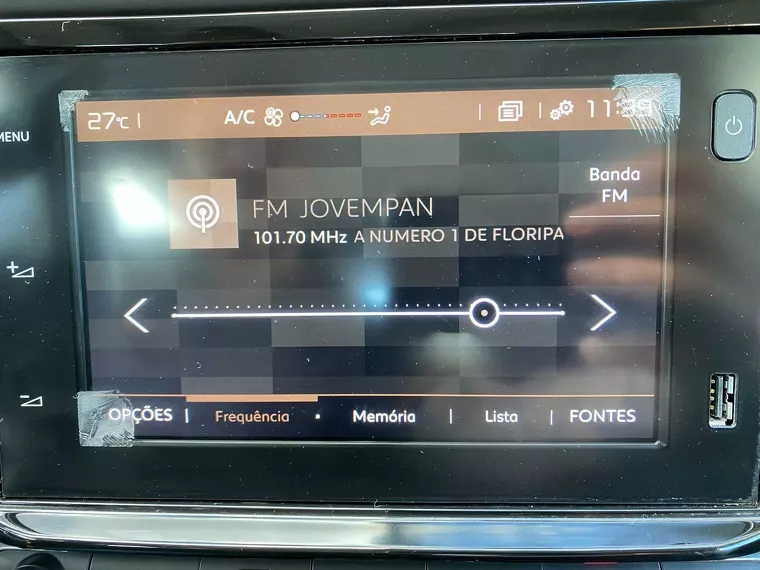 MENU
27°C
A/C
11:39
Banda
FM
FM JOVEMPAN
101.70 MHz A NUMERO 1 DE FLORIPA
OPÇÕES Frequência Memória Lista FONTES